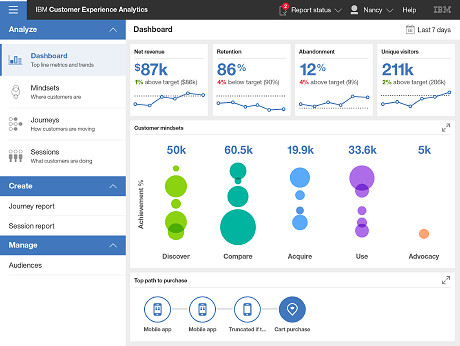 IBM Customer Experience Analytics
2
Report status
Nancy
Help
IBM
Analyze
Dashboard
Top line metrics and trends
Mindsets
Where customers are
Journeys
How customers are moving
Sessions
What customers are doing
Create
Journey report
Session report
Manage
Audiences
Dashboard
Last 7 days
Net revenue
$87k
1% above target ($86k)
Retention
86%
4% below target (90%)
Abandonment
12%
4% above target (8%)
Unique visitors
211k
2% above target (206k)
Customer mindsets
Achievement %
50k
60.5k
19.9k
33.6k
5k
Discover
Compare
Acquire
Use
Advocacy
Top path to purchase
Mobile app
Mobile app
Truncated if t...
Cart purchase